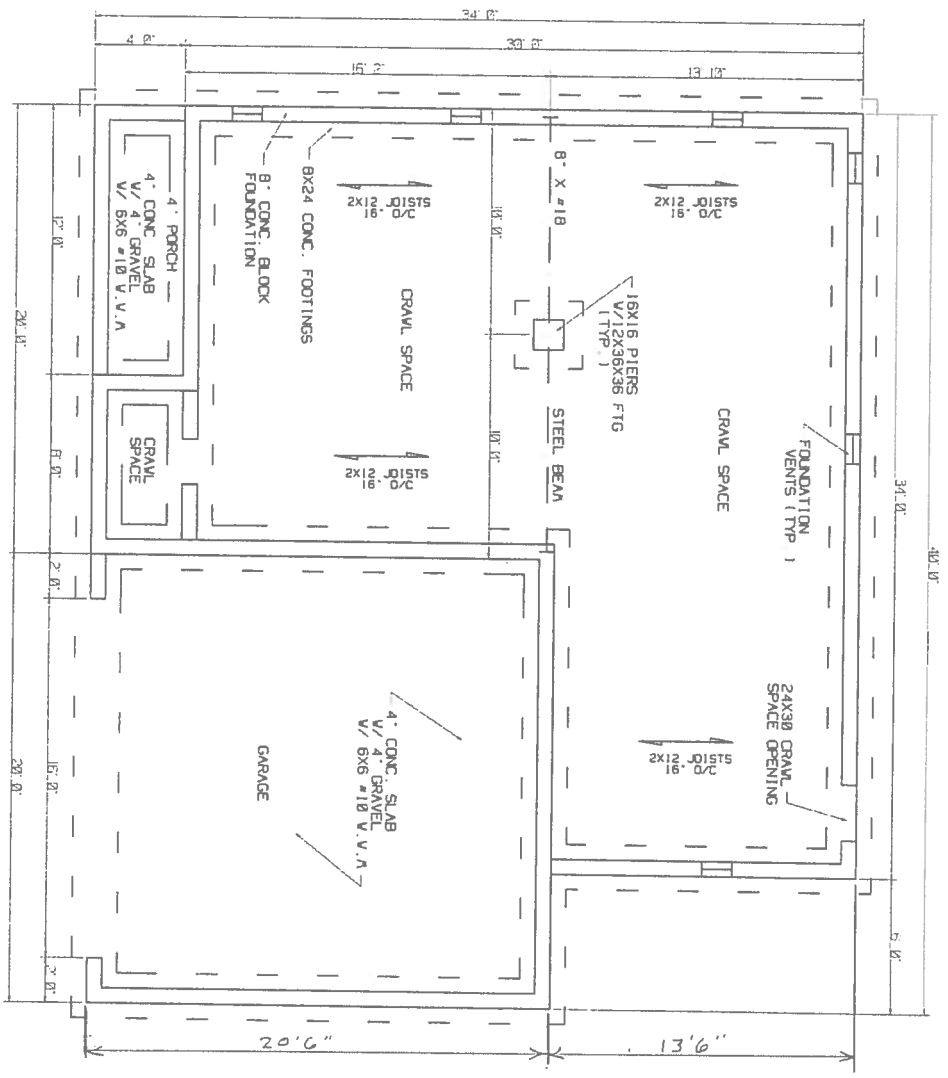 34' 0"
4' 0"
30' 0"
16' 2"
13' 10"
12' 0"
20' 0"
8' 0"
2' 0"
16' 0"
20' 0"
2' 0"
34' 0"
40' 0"
6' 0"
4' PORCH
4" CONC SLAB
W/ 4" GRAVEL
W/ 6X6 #10 W.W.M
8" CONC. BLOCK
FOUNDATION
8X24 CONC. FOOTINGS
2X12 JOISTS
16" O/C
CRAWL SPACE
10' 0"
10' 0"
8" X #18
16X16 PIERS
W/12X36X36 FTG
(TYP )
STEEL BEAM
2X12 JOISTS
16" O/C
CRAWL SPACE
FOUNDATION
VENTS (TYP )
CRAWL
SPACE
2X12 JOISTS
16" O/C
24X30 CRAWL
SPACE OPENING
2X12 JOISTS
16" O/C
GARAGE
4" CONC. SLAB
W/ 4" GRAVEL
W/ 6X6 #10 W.W.M
20'6"
13'6"